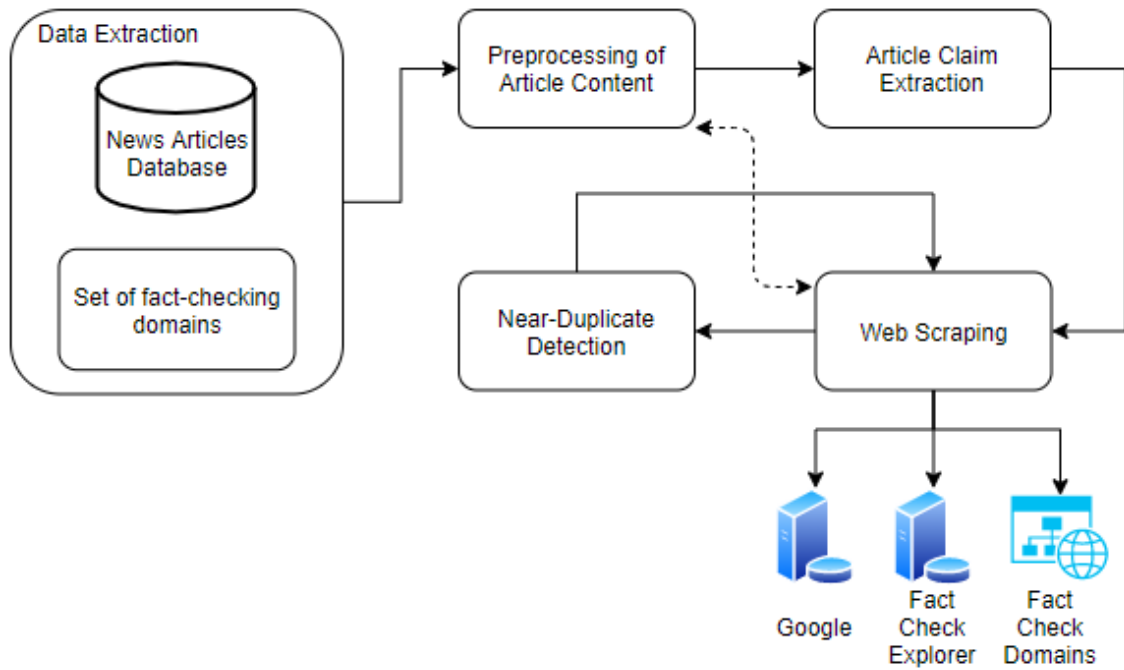 Data Extraction
News Articles
Database
Set of fact-checking
domains
Preprocessing of
Article Content
Article Claim
Extraction
Near-Duplicate
Detection
Web Scraping
Google
Fact
Check
Explorer
Fact
Check
Domains